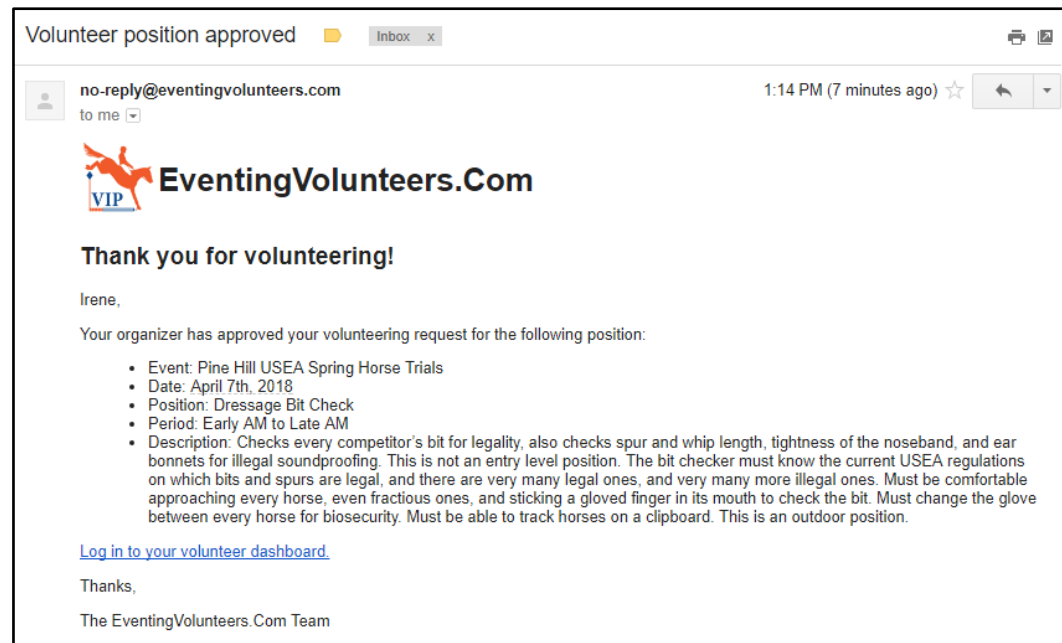 Volunteer position approved
Inbox x
no-reply@eventingvolunteers.com
1:14 PM (7 minutes ago)
to me
VIP
EventingVolunteers.Com
Thank you for volunteering!
Irene,
Your organizer has approved your volunteering request for the following position:
• Event: Pine Hill USEA Spring Horse Trials
• Date: April 7th, 2018
• Position: Dressage Bit Check
• Period: Early AM to Late AM
• Description: Checks every competitor's bit for legality, also checks spur and whip length, tightness of the noseband, and ear
bonnets for illegal soundproofing. This is not an entry level position. The bit checker must know the current USEA regulations
on which bits and spurs are legal, and there are very many legal ones, and very many more illegal ones. Must be comfortable
approaching every horse, even fractious ones, and sticking a gloved finger in its mouth to check the bit. Must change the glove
between every horse for biosecurity. Must be able to track horses on a clipboard. This is an outdoor position.
Log in to your volunteer dashboard.
Thanks,
The EventingVolunteers.Com Team